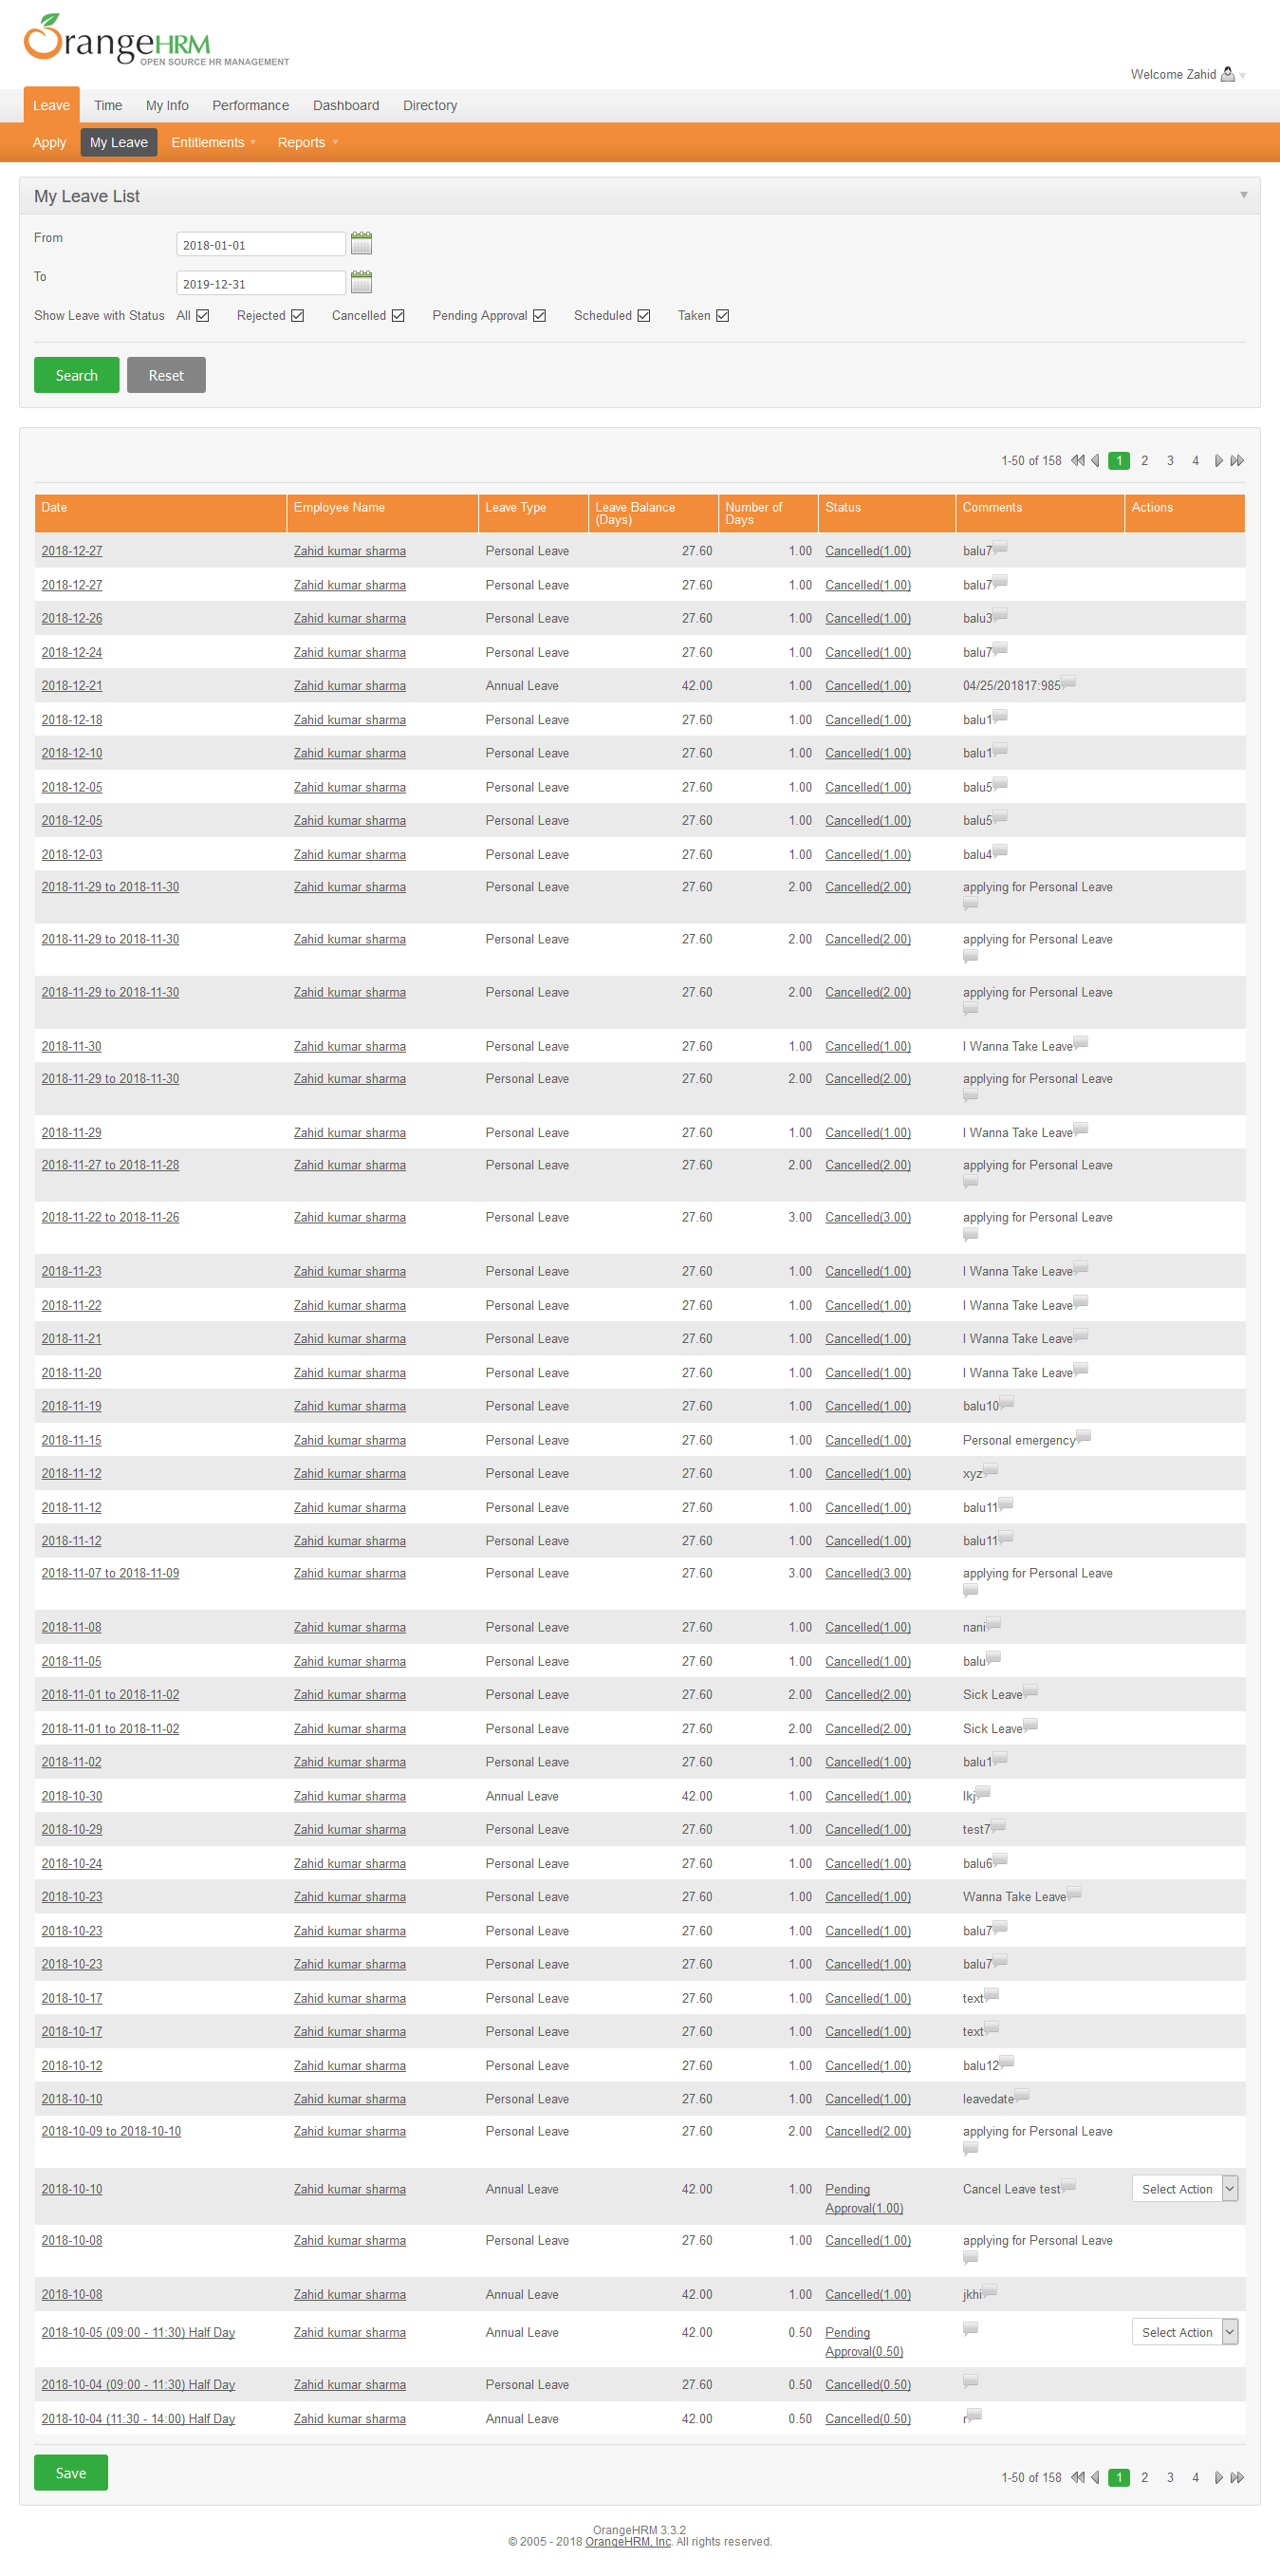 OrangeHRM
OPEN SOURCE HR MANAGEMENT
Welcome Zahid
Leave Time My Info Performance Dashboard Directory
Apply My Leave Entitlements Reports
My Leave List
From 2018-01-01
To 2019-12-31
Show Leave with Status All Rejected Cancelled Pending Approval Scheduled Taken
Search Reset
1-50 of 158 1 2 3 4
Date Employee Name Leave Type Leave Balance (Days) Number of Days Status Comments Actions
2018-12-27 Zahid kumar sharma Personal Leave 27.60 1.00 Cancelled(1.00) balu7
2018-12-27 Zahid kumar sharma Personal Leave 27.60 1.00 Cancelled(1.00) balu7
2018-12-26 Zahid kumar sharma Personal Leave 27.60 1.00 Cancelled(1.00) balu3
2018-12-24 Zahid kumar sharma Personal Leave 27.60 1.00 Cancelled(1.00) balu7
2018-12-21 Zahid kumar sharma Annual Leave 42.00 1.00 Cancelled(1.00) 04/25/201817:985
2018-12-18 Zahid kumar sharma Personal Leave 27.60 1.00 Cancelled(1.00) balu1
2018-12-10 Zahid kumar sharma Personal Leave 27.60 1.00 Cancelled(1.00) balu1
2018-12-05 Zahid kumar sharma Personal Leave 27.60 1.00 Cancelled(1.00) balu5
2018-12-05 Zahid kumar sharma Personal Leave 27.60 1.00 Cancelled(1.00) balu5
2018-12-03 Zahid kumar sharma Personal Leave 27.60 1.00 Cancelled(1.00) balu4
2018-11-29 to 2018-11-30 Zahid kumar sharma Personal Leave 27.60 2.00 Cancelled(2.00) applying for Personal Leave
2018-11-29 to 2018-11-30 Zahid kumar sharma Personal Leave 27.60 2.00 Cancelled(2.00) applying for Personal Leave
2018-11-29 to 2018-11-30 Zahid kumar sharma Personal Leave 27.60 2.00 Cancelled(2.00) applying for Personal Leave
2018-11-30 Zahid kumar sharma Personal Leave 27.60 1.00 Cancelled(1.00) I Wanna Take Leave
2018-11-29 to 2018-11-30 Zahid kumar sharma Personal Leave 27.60 2.00 Cancelled(2.00) applying for Personal Leave
2018-11-29 Zahid kumar sharma Personal Leave 27.60 1.00 Cancelled(1.00) I Wanna Take Leave
2018-11-27 to 2018-11-28 Zahid kumar sharma Personal Leave 27.60 2.00 Cancelled(2.00) applying for Personal Leave
2018-11-22 to 2018-11-26 Zahid kumar sharma Personal Leave 27.60 3.00 Cancelled(3.00) applying for Personal Leave
2018-11-23 Zahid kumar sharma Personal Leave 27.60 1.00 Cancelled(1.00) I Wanna Take Leave
2018-11-22 Zahid kumar sharma Personal Leave 27.60 1.00 Cancelled(1.00) I Wanna Take Leave
2018-11-21 Zahid kumar sharma Personal Leave 27.60 1.00 Cancelled(1.00) I Wanna Take Leave
2018-11-20 Zahid kumar sharma Personal Leave 27.60 1.00 Cancelled(1.00) I Wanna Take Leave
2018-11-19 Zahid kumar sharma Personal Leave 27.60 1.00 Cancelled(1.00) balu10
2018-11-15 Zahid kumar sharma Personal Leave 27.60 1.00 Cancelled(1.00) Personal emergency
2018-11-12 Zahid kumar sharma Personal Leave 27.60 1.00 Cancelled(1.00) xyz
2018-11-12 Zahid kumar sharma Personal Leave 27.60 1.00 Cancelled(1.00) balu11
2018-11-12 Zahid kumar sharma Personal Leave 27.60 1.00 Cancelled(1.00) balu11
2018-11-07 to 2018-11-09 Zahid kumar sharma Personal Leave 27.60 3.00 Cancelled(3.00) applying for Personal Leave
2018-11-08 Zahid kumar sharma Personal Leave 27.60 1.00 Cancelled(1.00) nani
2018-11-05 Zahid kumar sharma Personal Leave 27.60 1.00 Cancelled(1.00) balu
2018-11-01 to 2018-11-02 Zahid kumar sharma Personal Leave 27.60 2.00 Cancelled(2.00) Sick Leave
2018-11-01 to 2018-11-02 Zahid kumar sharma Personal Leave 27.60 2.00 Cancelled(2.00) Sick Leave
2018-11-02 Zahid kumar sharma Personal Leave 27.60 1.00 Cancelled(1.00) balu1
2018-10-30 Zahid kumar sharma Annual Leave 42.00 1.00 Cancelled(1.00) lkj
2018-10-29 Zahid kumar sharma Personal Leave 27.60 1.00 Cancelled(1.00) test7
2018-10-24 Zahid kumar sharma Personal Leave 27.60 1.00 Cancelled(1.00) balu6
2018-10-23 Zahid kumar sharma Personal Leave 27.60 1.00 Cancelled(1.00) Wanna Take Leave
2018-10-23 Zahid kumar sharma Personal Leave 27.60 1.00 Cancelled(1.00) balu7
2018-10-23 Zahid kumar sharma Personal Leave 27.60 1.00 Cancelled(1.00) balu7
2018-10-17 Zahid kumar sharma Personal Leave 27.60 1.00 Cancelled(1.00) text
2018-10-17 Zahid kumar sharma Personal Leave 27.60 1.00 Cancelled(1.00) text
2018-10-12 Zahid kumar sharma Personal Leave 27.60 1.00 Cancelled(1.00) balu12
2018-10-10 Zahid kumar sharma Personal Leave 27.60 1.00 Cancelled(1.00) leavedate
2018-10-09 to 2018-10-10 Zahid kumar sharma Personal Leave 27.60 2.00 Cancelled(2.00) applying for Personal Leave
2018-10-10 Zahid kumar sharma Annual Leave 42.00 1.00 Pending Approval(1.00) Cancel Leave test Select Action
2018-10-08 Zahid kumar sharma Personal Leave 27.60 1.00 Cancelled(1.00) applying for Personal Leave
2018-10-08 Zahid kumar sharma Annual Leave 42.00 1.00 Cancelled(1.00) jkhi
2018-10-05 (09:00 - 11:30) Half Day Zahid kumar sharma Annual Leave 42.00 0.50 Pending Approval(0.50) Select Action
2018-10-04 (09:00 - 11:30) Half Day Zahid kumar sharma Personal Leave 27.60 0.50 Cancelled(0.50)
2018-10-04 (11:30 - 14:00) Half Day Zahid kumar sharma Annual Leave 42.00 0.50 Cancelled(0.50) r
Save 1-50 of 158 1 2 3 4
OrangeHRM 3.3.2
© 2005 - 2018 OrangeHRM, Inc. All rights reserved.